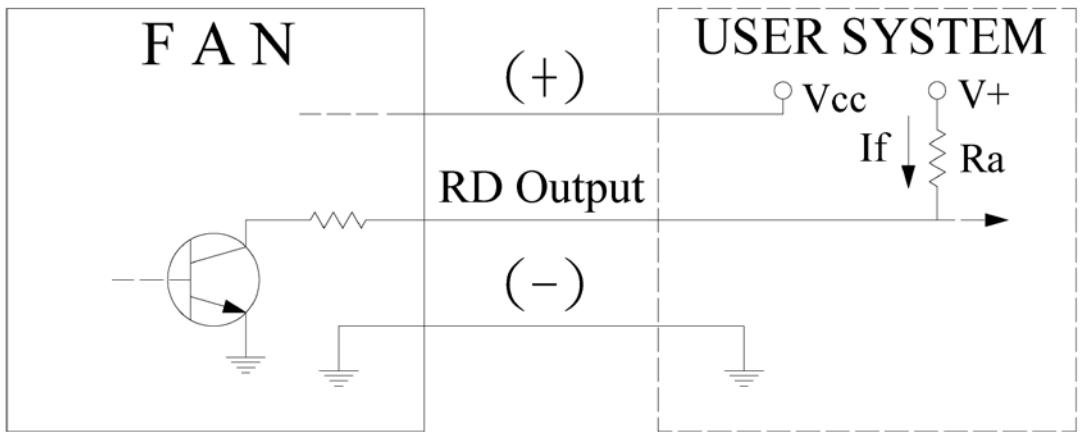 F A N
USER SYSTEM
(+)
Vcc
V+
If
Ra
RD Output
(-)